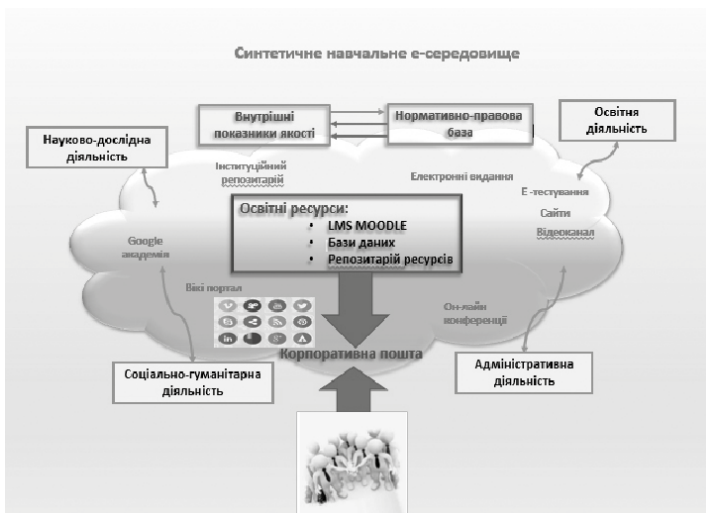 Синтетичне навчальне е-середовище
Внутрішні
показники якості
Нормативно-правова
база
Освітня
діяльність
Науково-дослідна
діяльність
Інституційний
репозитарій
Електронні видання
Е -тестування
Освітні ресурси:
• LMS MOODLE
• Бази даних
• Репозитарій ресурсів
Сайти
Відеоканал
Google
академія
Вікі портал
Он-лайн
конференції
Корпоративна пошта
Соціально-гуманітарна
діяльність
Адміністративна
діяльність